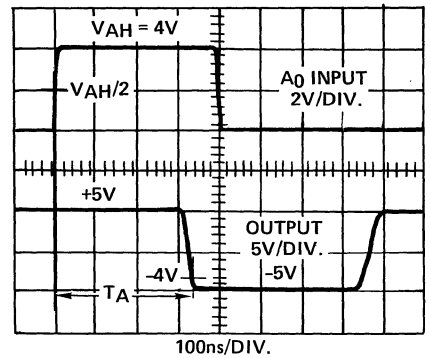 VAH = 4V
VAH/2
A0 INPUT
2V/DIV.
+5V
OUTPUT
5V/DIV.
–4V
–5V
TA
100ns/DIV.